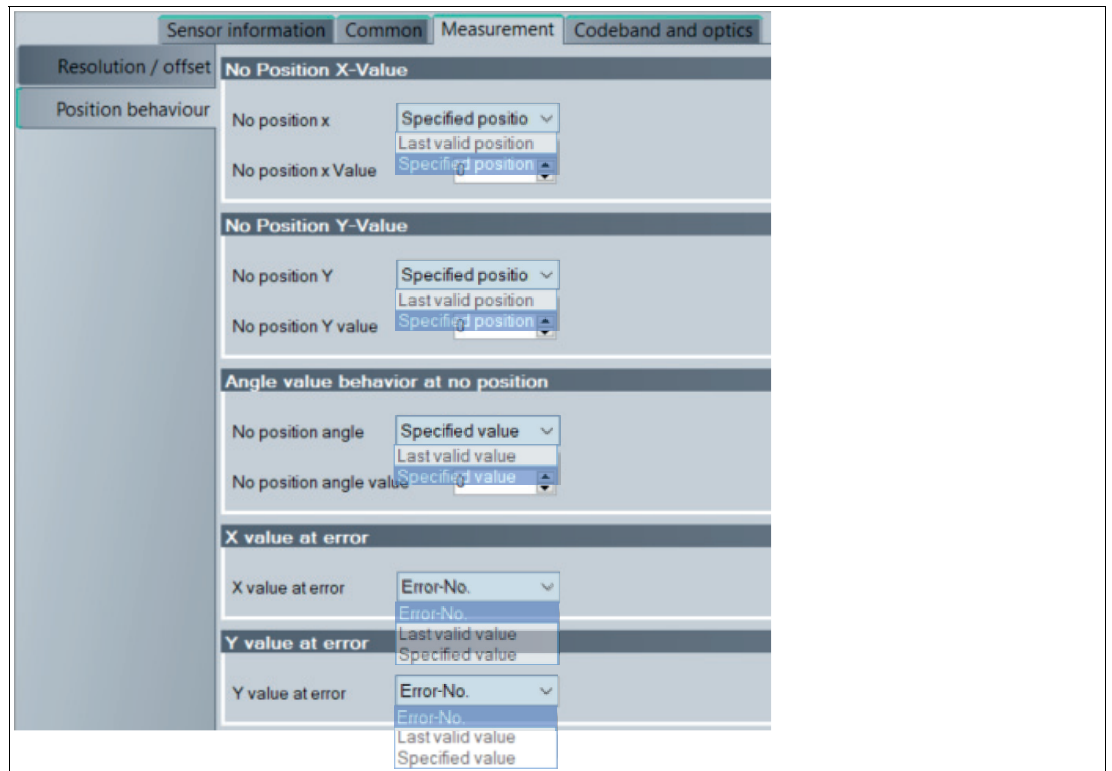 Sensor information Common Measurement Codeband and optics
Resolution / offset
Position behaviour
No Position X-Value
No position x Specified positio
Last valid position
Specified position
No position x Value 0
No Position Y-Value
No position Y Specified positio
Last valid position
Specified position
No position Y value 0
Angle value behavior at no position
No position angle Specified value
Last valid value
Specified value
No position angle value 0
X value at error
X value at error Error-No.
Error-No.
Last valid value
Specified value
Y value at error
Y value at error Error-No.
Error-No.
Last valid value
Specified value